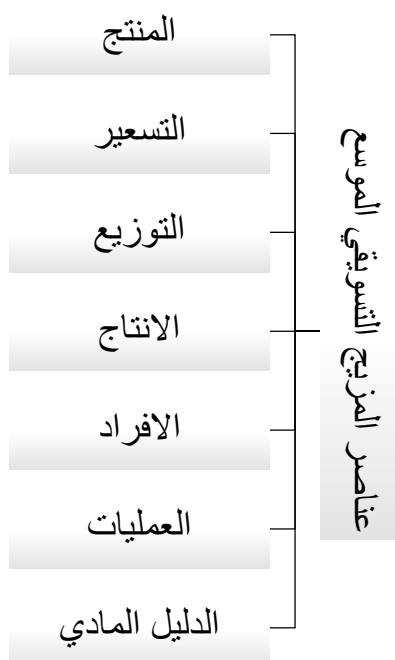 عناصر المزيج التسويقي الموسع
المنتج
التسعير
التوزيع
الانتاج
الافراد
العمليات
الدليل المادي